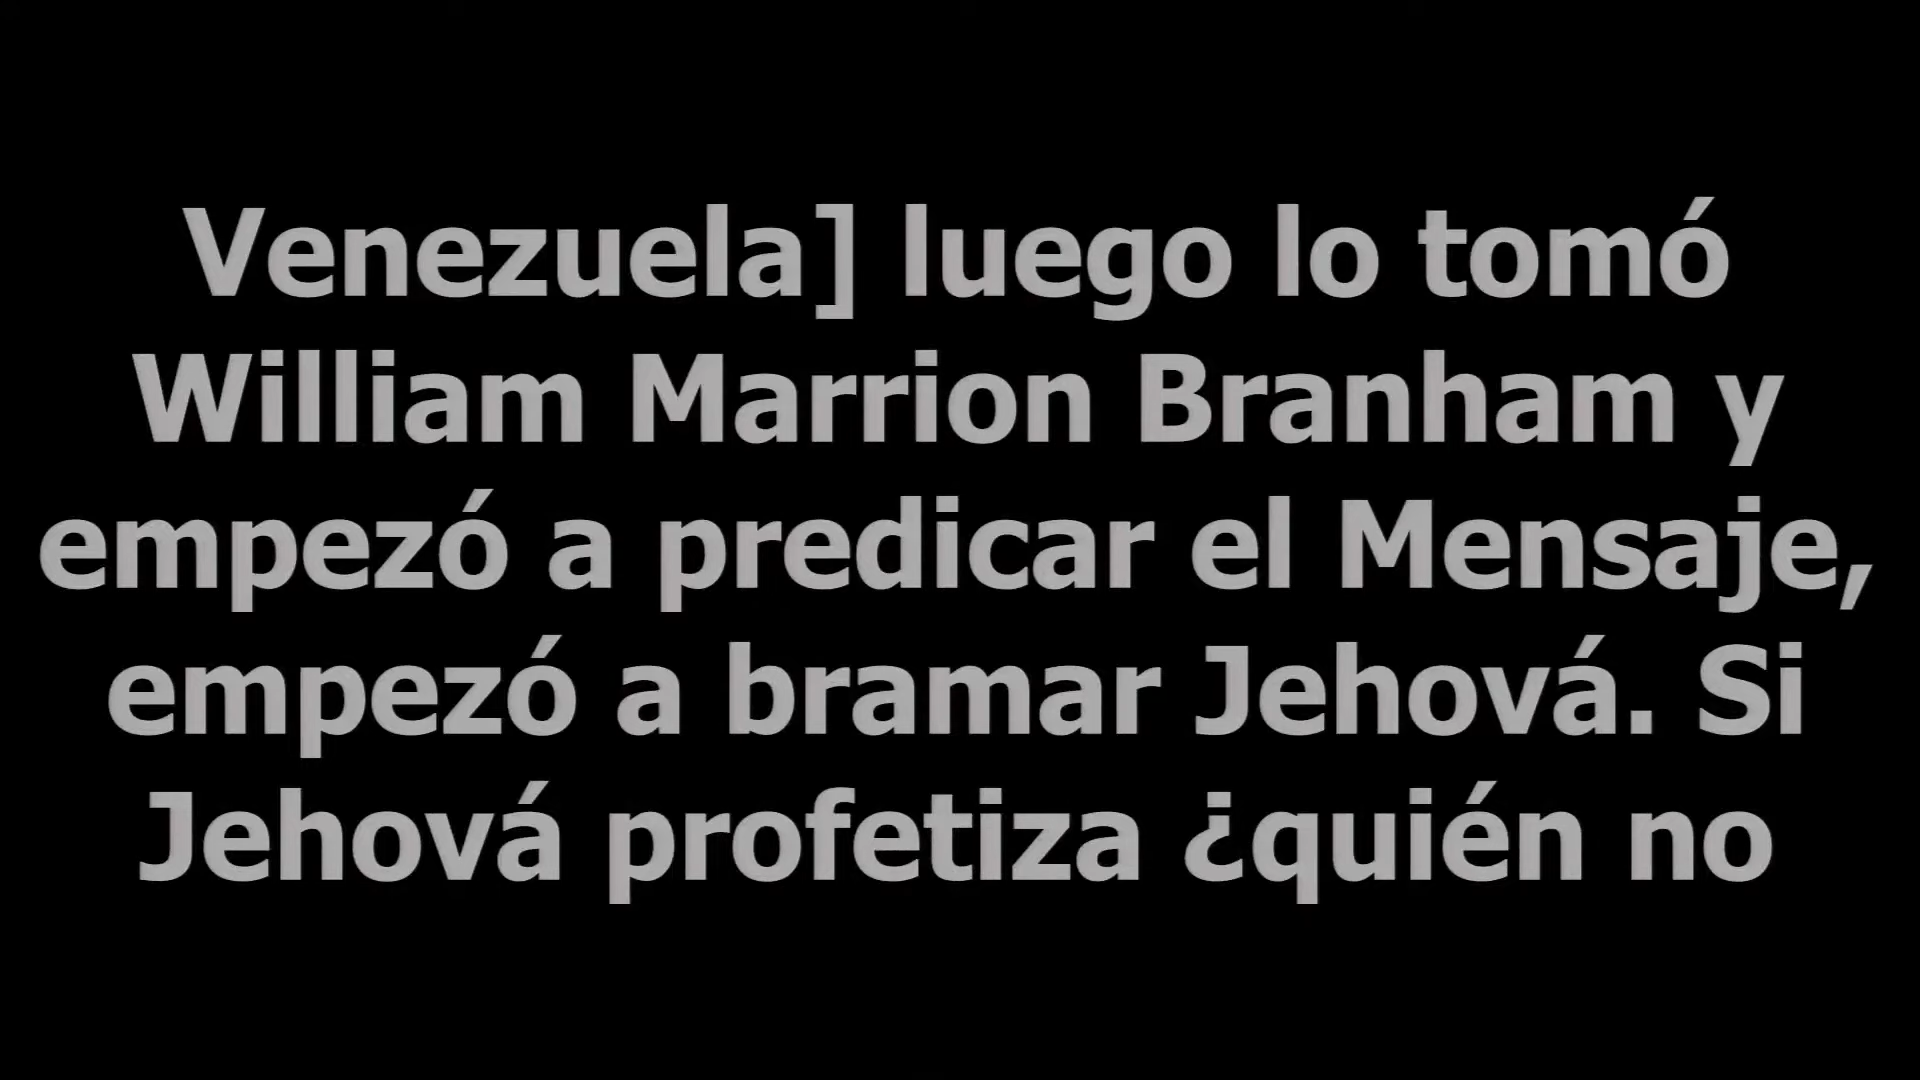 Venezuela] luego lo tomó
William Marrion Branham y
empezó a predicar el Mensaje,
empezó a bramar Jehová. Si
Jehová profetiza ¿quién no